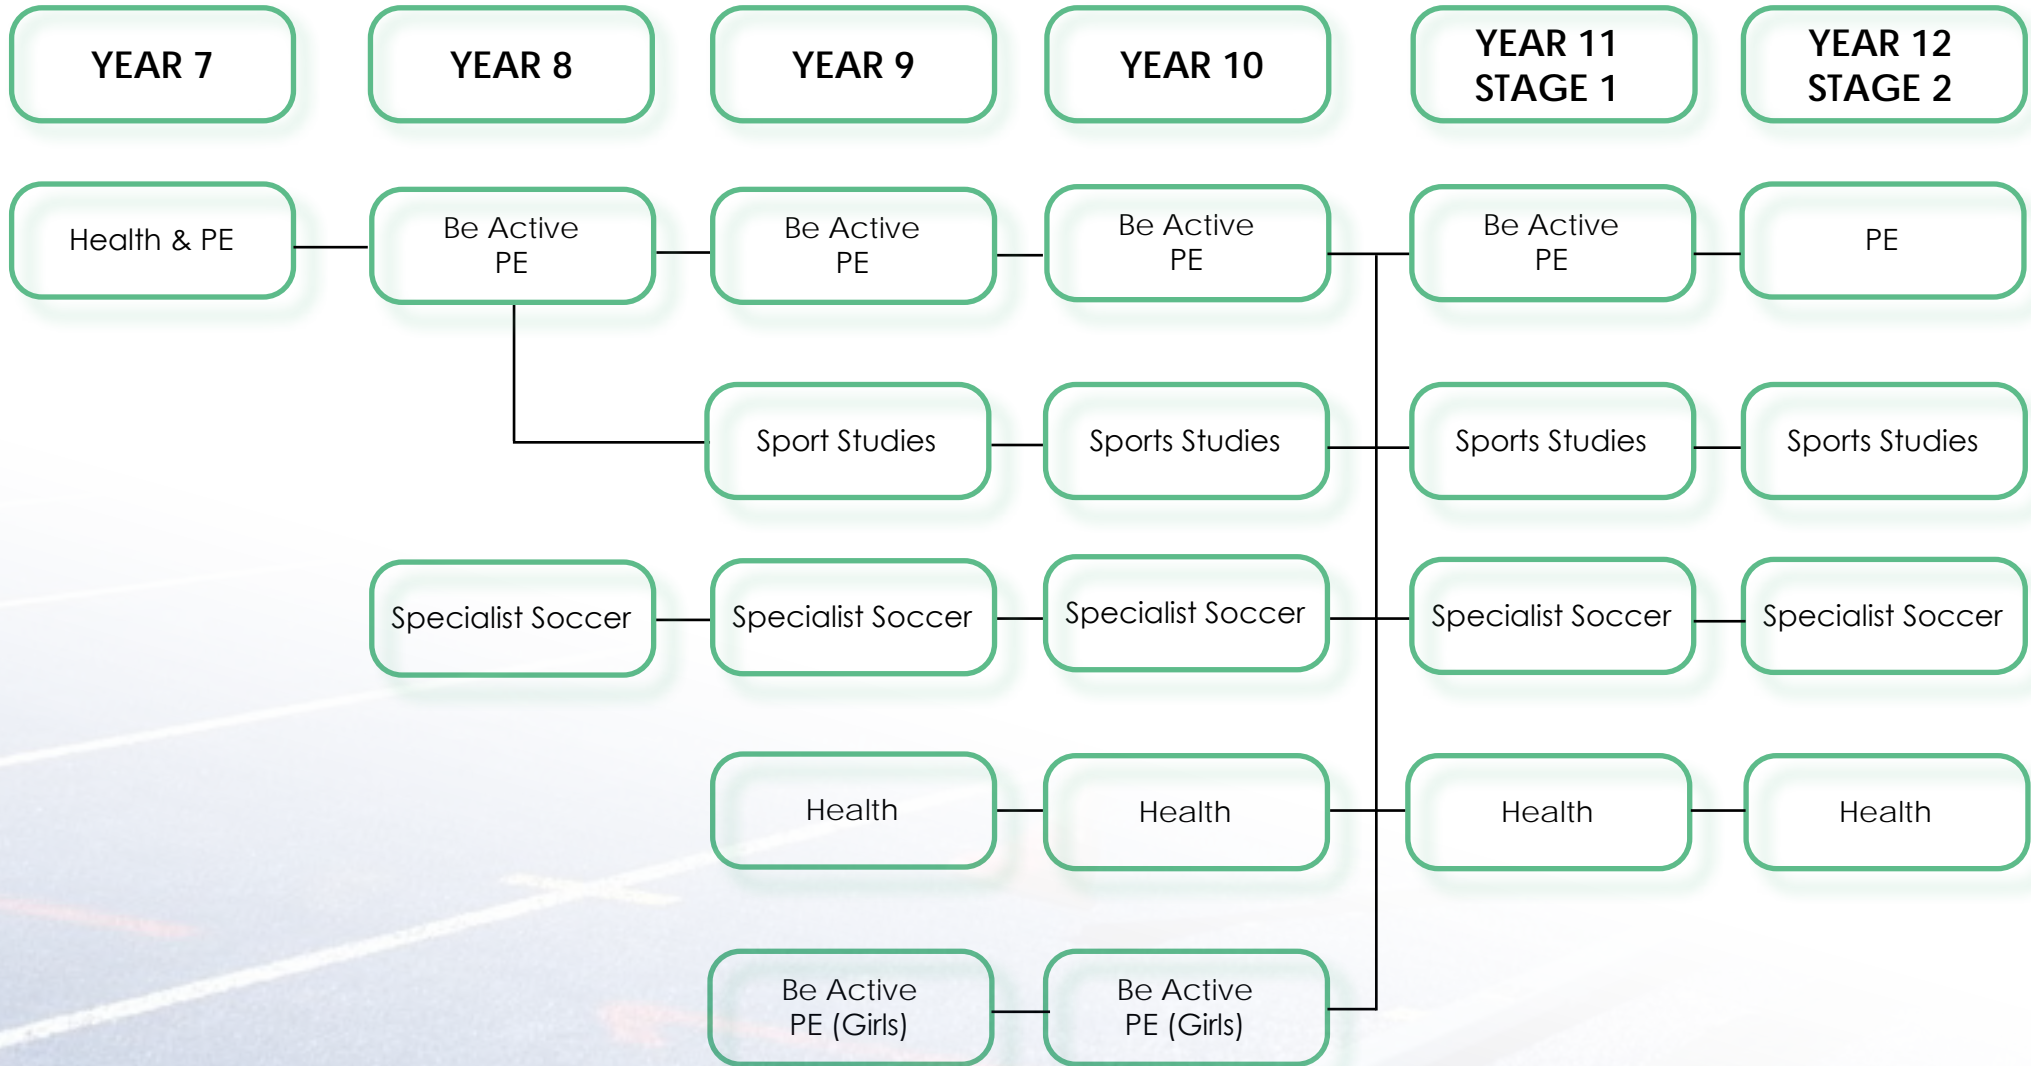 YEAR 7
YEAR 8
YEAR 9
YEAR 10
YEAR 11
STAGE 1
YEAR 12
STAGE 2
Health & PE
Be Active
PE
Be Active
PE
Be Active
PE
Be Active
PE
PE
Sport Studies
Sports Studies
Sports Studies
Sports Studies
Specialist Soccer
Specialist Soccer
Specialist Soccer
Specialist Soccer
Specialist Soccer
Health
Health
Health
Health
Be Active
PE (Girls)
Be Active
PE (Girls)